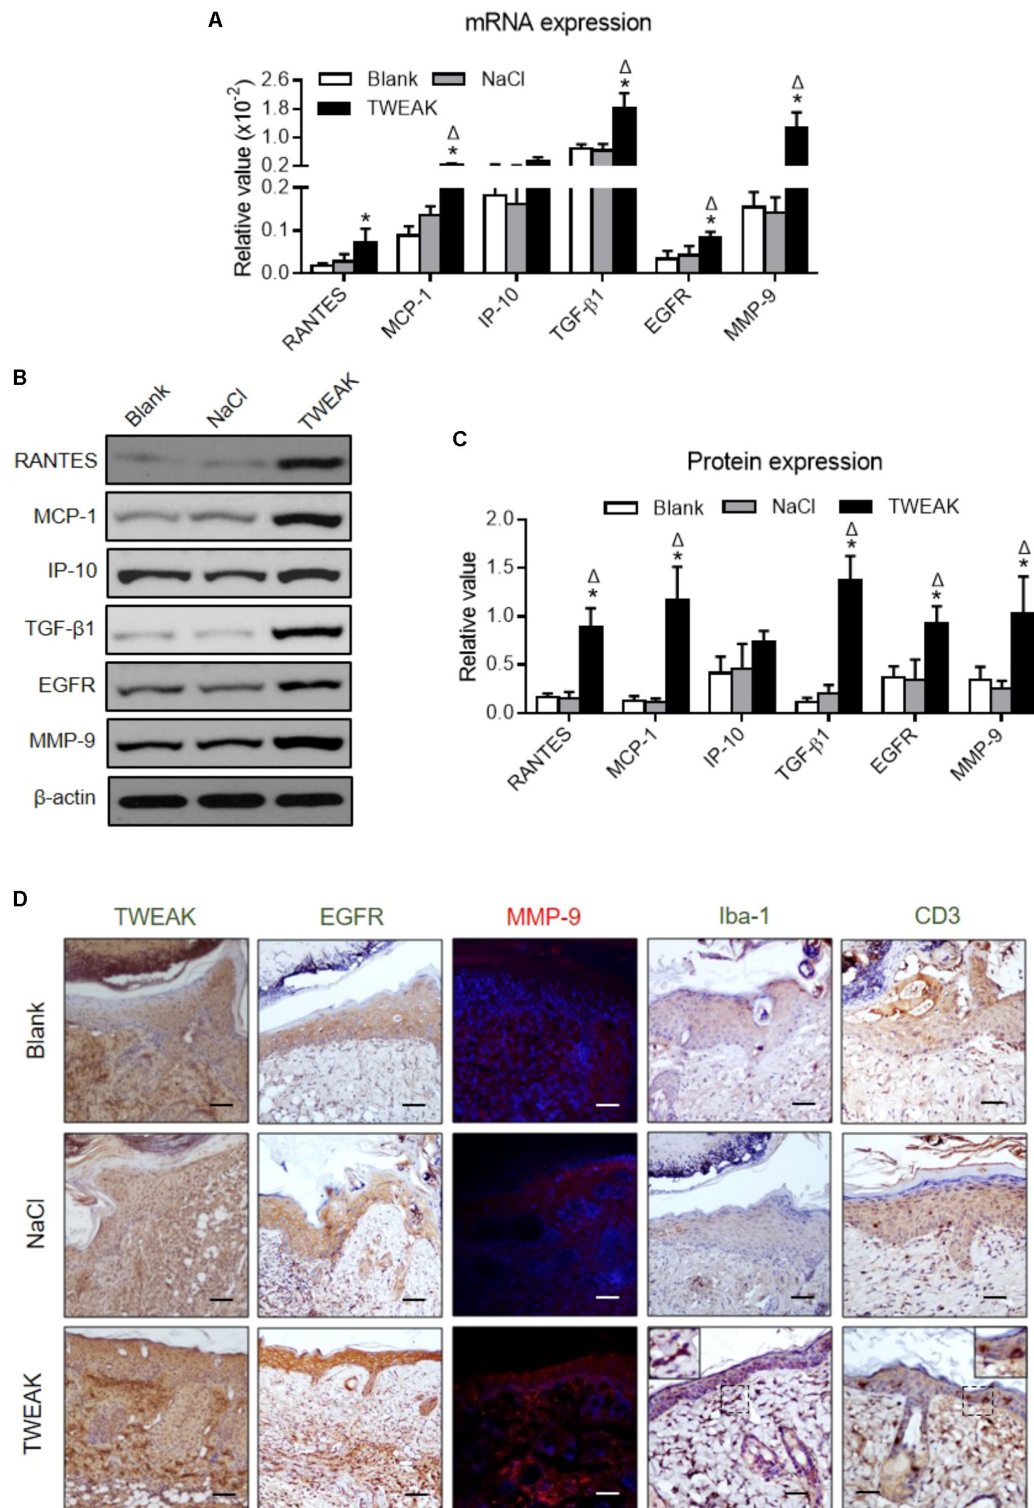 A
mRNA expression
Blank NaCl
TWEAK
Relative value (x10-2)
2.6
1.8
1.0
0.2
0.2
0.1
0.0
Δ
*
Δ
*
Δ
*
Δ
*
*
RANTES MCP-1 IP-10 TGF-β1 EGFR MMP-9
B
Blank NaCl TWEAK
RANTES
MCP-1
IP-10
TGF-β1
EGFR
MMP-9
β-actin
C
Protein expression
Blank NaCl TWEAK
Relative value
2.0
1.5
1.0
0.5
0.0
Δ
*
Δ
*
Δ
*
Δ
*
Δ
*
RANTES MCP-1 IP-10 TGF-β1 EGFR MMP-9
D
TWEAK EGFR MMP-9 Iba-1 CD3
Blank
NaCl
TWEAK